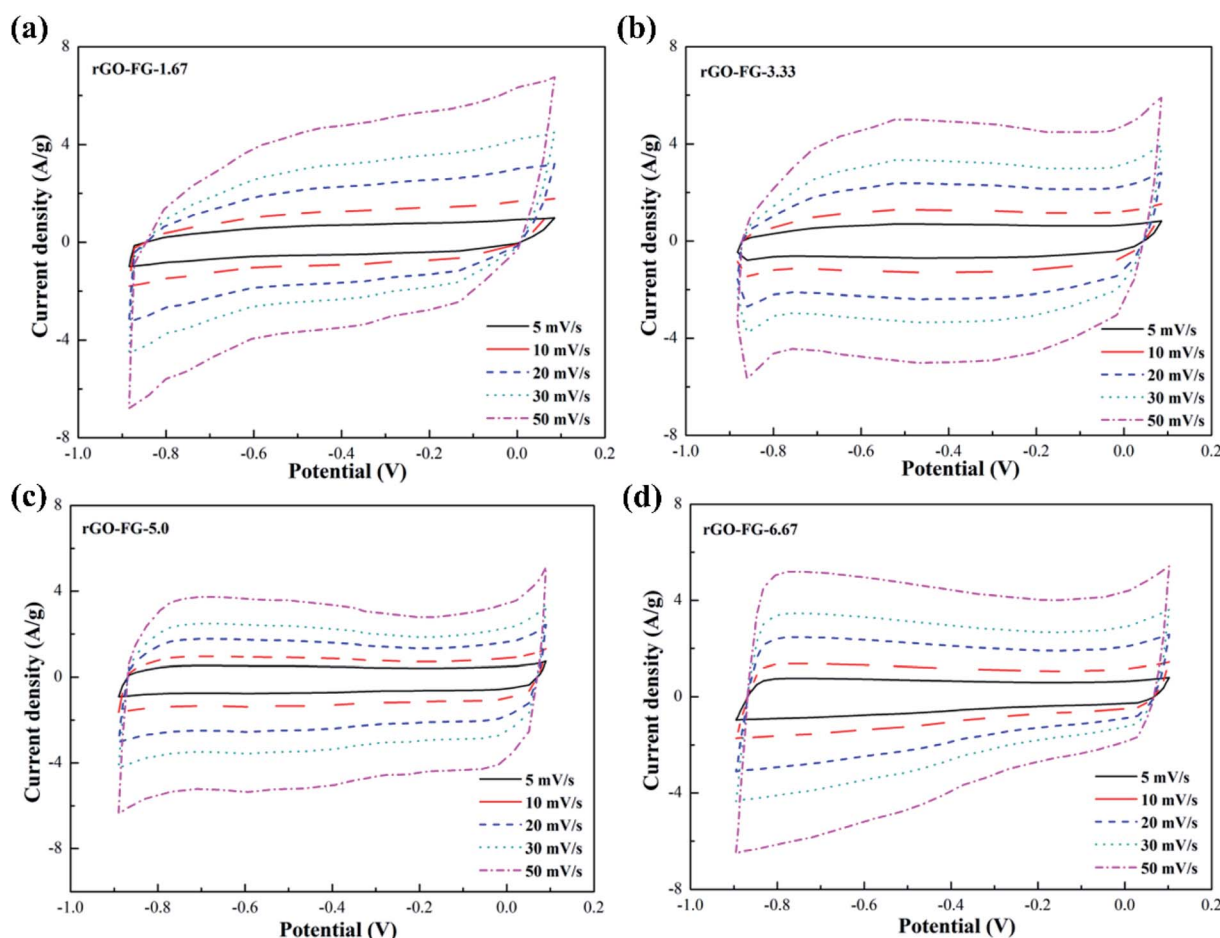 (a)
rGO-FG-1.67
8
4
0
-4
-8
Current density (A/g)
5 mV/s
10 mV/s
20 mV/s
30 mV/s
50 mV/s
-1.0 -0.8 -0.6 -0.4 -0.2 0.0 0.2
Potential (V)
(b)
rGO-FG-3.33
8
4
0
-4
-8
Current density (A/g)
5 mV/s
10 mV/s
20 mV/s
30 mV/s
50 mV/s
-1.0 -0.8 -0.6 -0.4 -0.2 0.0 0.2
Potential (V)
(c)
rGO-FG-5.0
8
4
0
-4
-8
Current density (A/g)
5 mV/s
10 mV/s
20 mV/s
30 mV/s
50 mV/s
-1.0 -0.8 -0.6 -0.4 -0.2 0.0 0.2
Potential (V)
(d)
rGO-FG-6.67
8
4
0
-4
-8
Current density (A/g)
5 mV/s
10 mV/s
20 mV/s
30 mV/s
50 mV/s
-1.0 -0.8 -0.6 -0.4 -0.2 0.0 0.2
Potential (V)